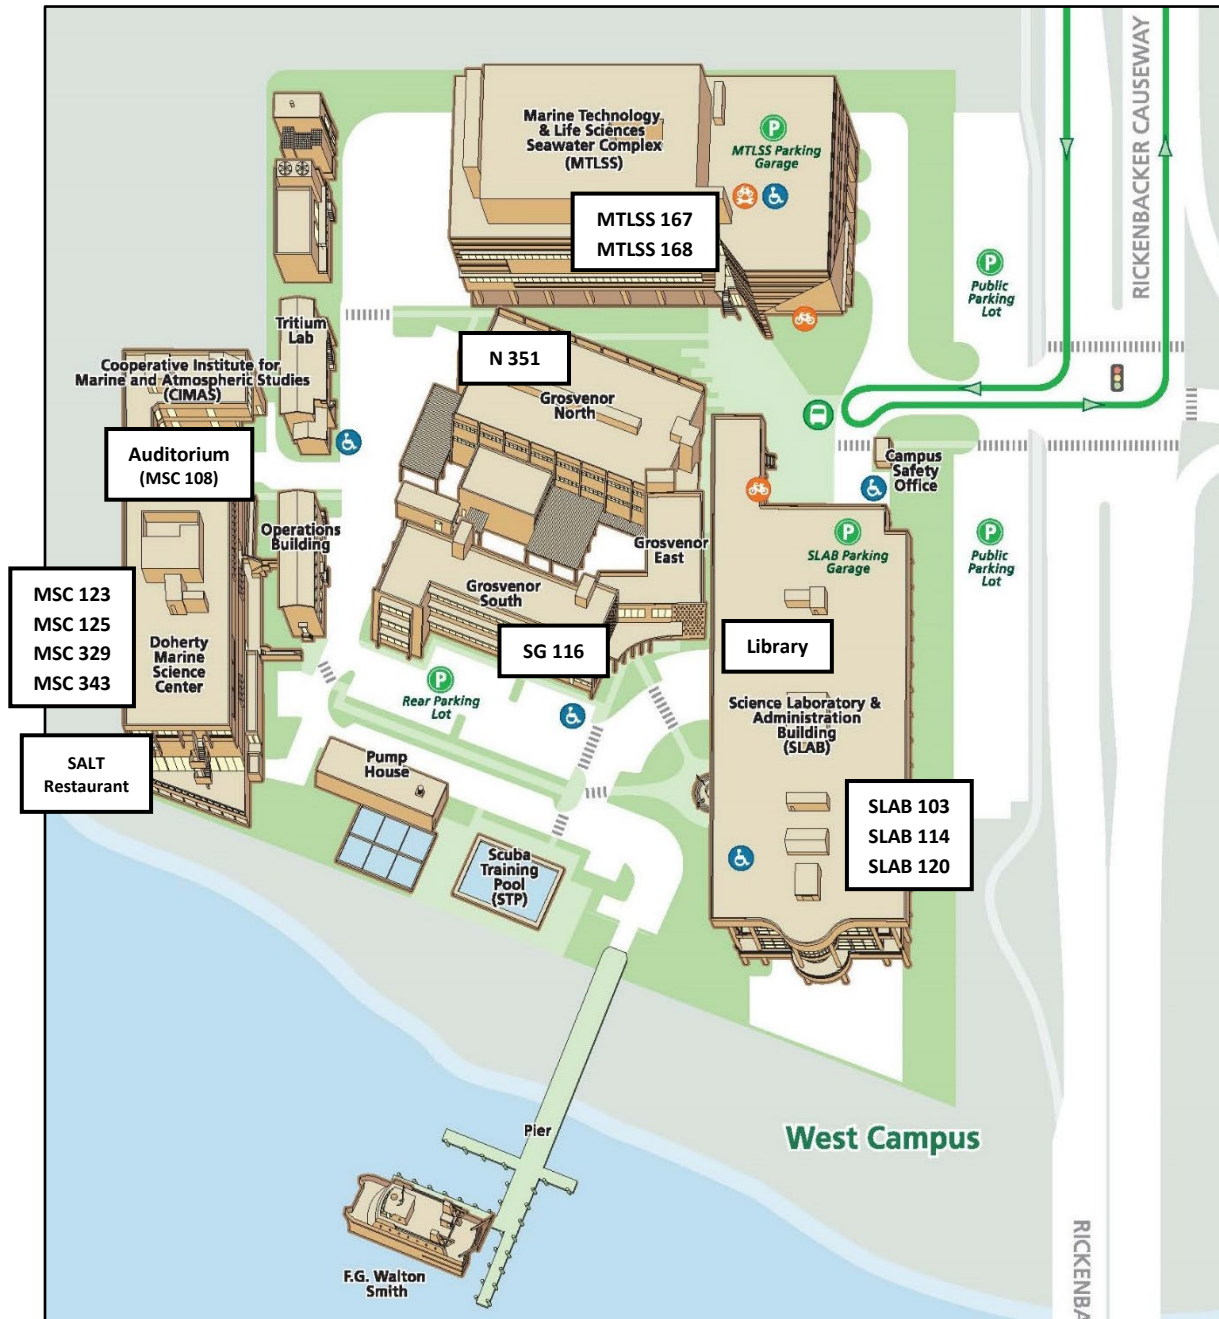 RICKENBACKER CAUSEWAY
Marine Technology
& Life Sciences
Seawater Complex
(MTLSS)
P
MTLSS Parking
Garage
MTLSS 167
MTLSS 168
P
Public
Parking
Lot
Tritium
Lab
Cooperative Institute for
Marine and Atmospheric Studies
(CIMAS)
N 351
Grosvenor
North
Auditorium
(MSC 108)
Campus
Safety
Office
Operations
Building
Grosvenor
East
P
SLAB Parking
Garage
P
Public
Parking
Lot
Grosvenor
South
MSC 123
MSC 125
MSC 329
MSC 343
Doherty
Marine
Science
Center
SG 116
Library
P
Rear Parking
Lot
Science Laboratory &
Administration
Building
(SLAB)
SALT
Restaurant
Pump
House
SLAB 103
SLAB 114
SLAB 120
Scuba
Training
Pool
(STP)
Pier
West Campus
F.G. Walton
Smith
RICKENBA